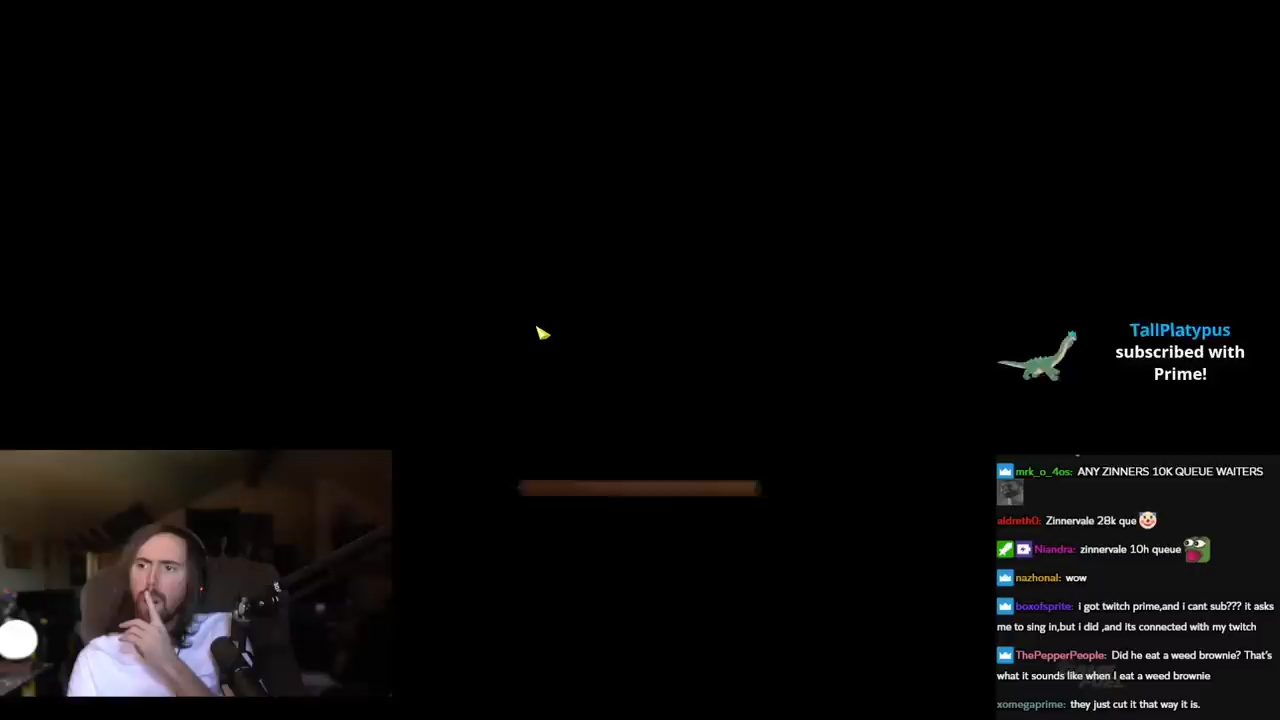 TallPlatypus
subscribed with
Prime!
mrk_o_4os: ANY ZINNERS 10K QUEUE WAITERS
aldreth0: Zinnervale 28k que
Niandra: zinnervale 10h queue
nazhonal: wow
boxofsprite: i got twitch prime,and i cant sub??? it asks
me to sing in,but i did ,and its connected with my twitch
ThePepperPeople: Did he eat a weed brownie? That's
what it sounds like when I eat a weed brownie
xomegaprime: they just cut it that way it is.